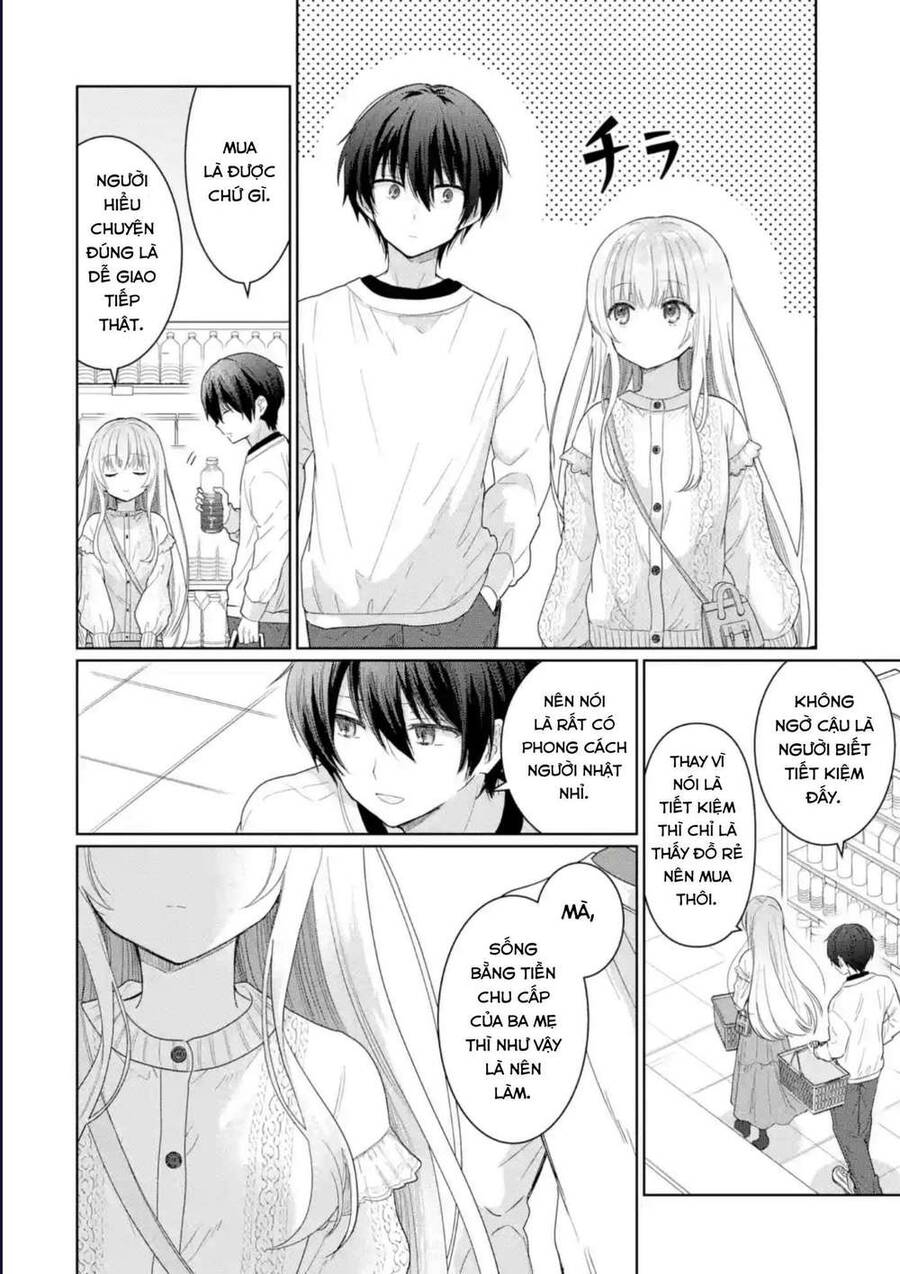 チラ
MUA
LÀ ĐƯỢC
CHỨ GÌ.
NGƯỜI
HIỂU
CHUYỆN
ĐÚNG LÀ
DỄ GIAO
TIẾP
THẬT.
KHÔNG
NGỜ CẬU LÀ
NGƯỜI BIẾT
TIẾT KIỆM
ĐẤY.
THAY VÌ
NÓI LÀ
TIẾT KIỆM
THÌ CHỈ LÀ
THẤY ĐỒ RẺ
NÊN MUA
THÔI.
NÊN NÓI
LÀ RẤT CÓ
PHONG CÁCH
NGƯỜI NHẬT
NHỈ.
MÀ,
SỐNG
BẰNG TIỀN
CHU CẤP
CỦA BA MẸ
THÌ NHƯ VẬY
LÀ NÊN
LÀM.